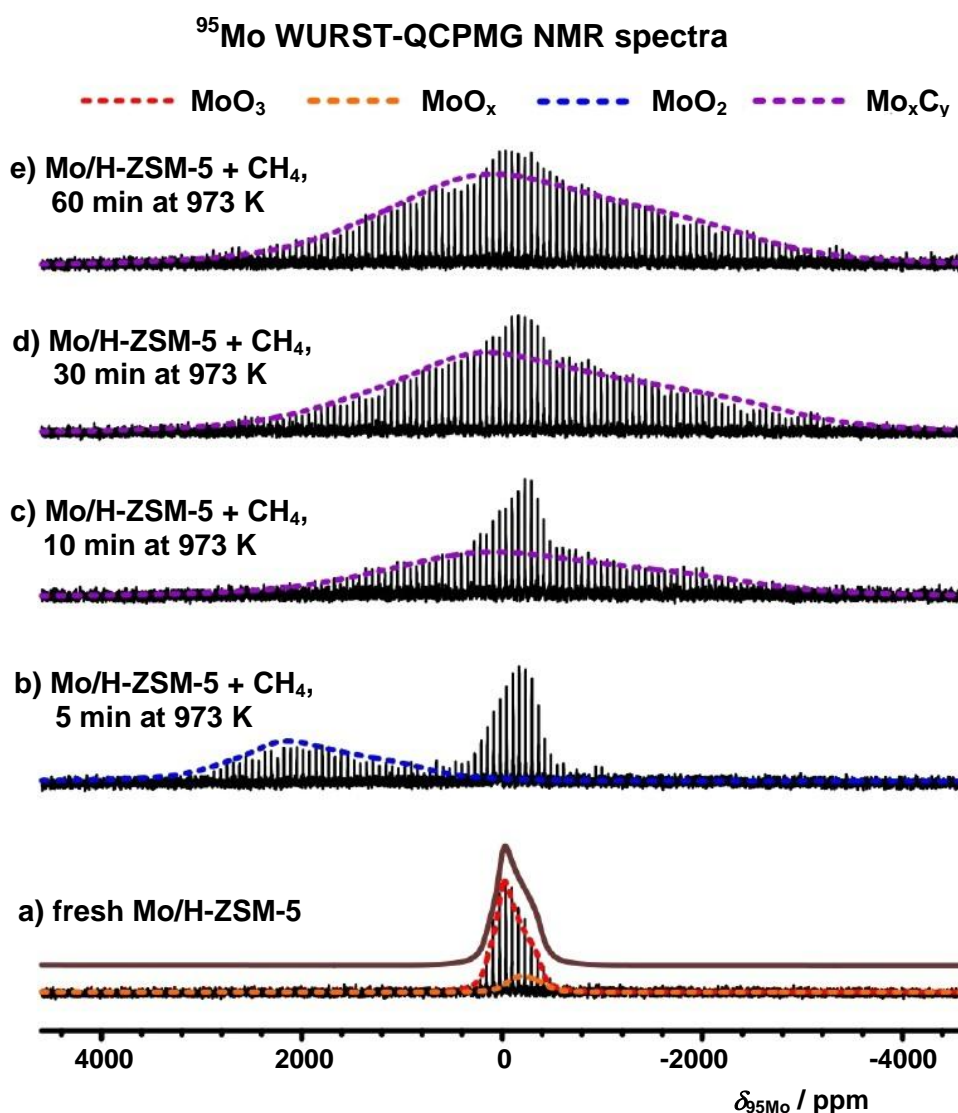 ⁹⁵Mo WURST-QCPMG NMR spectra
MoO₃ MoOₓ MoO₂ MoₓCᵧ
e) Mo/H-ZSM-5 + CH₄,
60 min at 973 K
d) Mo/H-ZSM-5 + CH₄,
30 min at 973 K
c) Mo/H-ZSM-5 + CH₄,
10 min at 973 K
b) Mo/H-ZSM-5 + CH₄,
5 min at 973 K
a) fresh Mo/H-ZSM-5
4000 2000 0 -2000 -4000
δ₉₅Mo / ppm